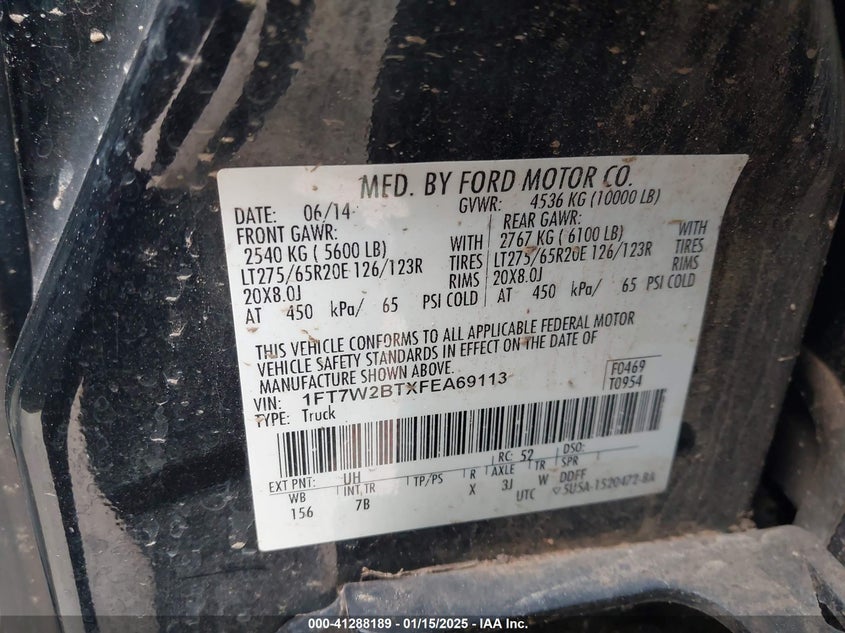 MFD. BY FORD MOTOR CO.
DATE: 06/14 GVWR: 4536 KG (10000 LB)
FRONT GAWR: REAR GAWR:
2540 KG ( 5600 LB) WITH 2767 KG ( 6100 LB) WITH
LT275/65R20E 126/123R TIRES LT275/65R20E 126/123R TIRES
20X8.0J RIMS 20X8.0J RIMS
AT 450 kPa/ 65 PSI COLD AT 450 kPa/ 65 PSI COLD
THIS VEHICLE CONFORMS TO ALL APPLICABLE FEDERAL MOTOR
VEHICLE SAFETY STANDARDS IN EFFECT ON THE DATE OF
MANUFACTURE SHOWN ABOVE.
VIN: 1FT7W2BTXFEA69113 F0469
TYPE: Truck T0954
EXT PNT: UH RC: 52 DSO:
WB INT TR TP/PS R AXLE TR SPR
156 7B X 3J W DDFF
UTC 5U5A-1520472-BA
000-41288189 - 01/15/2025 - IAA Inc.